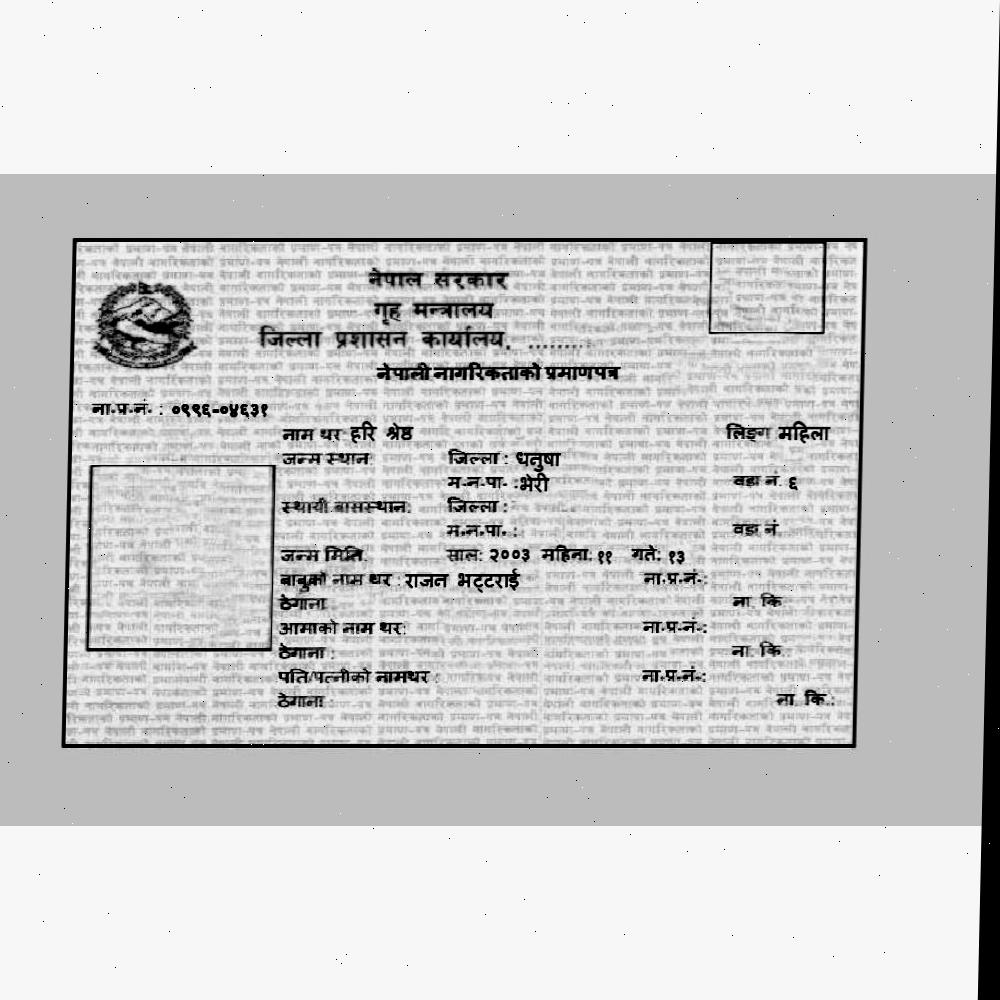 नेपाल सरकार
गृह मन्त्रालय
जिल्ला प्रशासन कार्यालय, .........
नेपाली नागरिकताको प्रमाणपत्र
ना.प्र.नं. : ०९९६-०४६३१
नाम थर हरि श्रेष्ठ लिङ्ग महिला
जन्म स्थान जिल्ला : धनुषा
म.न.पा. :भेरी वडा नं. ६
स्थायी बासस्थान: जिल्ला :
म.न.पा. : वडा नं
जन्म मिति. साल: २००३ महिना: ११ गते: १३
बाबुको नाम थर : राजन भट्टराई ना.प्र.नं.:
ठेगाना ना. कि
आमाको नाम थर: ना.प्र.नं.:
ठेगाना : ना. कि.:
पति/पत्नीको नामथर : ना.प्र.नं.:
ठेगाना : ना. कि.: